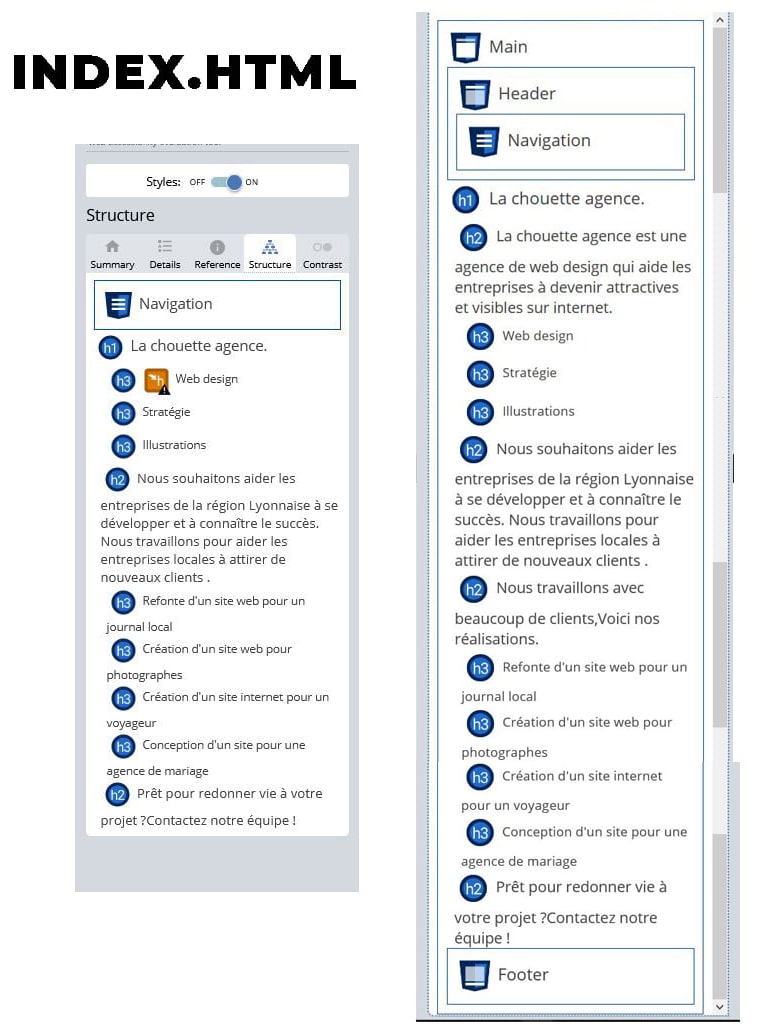 INDEX.HTML
web accessibility evaluation tool
Styles: OFF ON
Structure
Summary Details Reference Structure Contrast
Navigation
h1 La chouette agence.
h3 h Web design
h3 Stratégie
h3 Illustrations
h2 Nous souhaitons aider les
entreprises de la région Lyonnaise à se
développer et à connaître le succès.
Nous travaillons pour aider les
entreprises locales à attirer de
nouveaux clients .
h3 Refonte d'un site web pour un
journal local
h3 Création d'un site web pour
photographes
h3 Création d'un site internet pour un
voyageur
h3 Conception d'un site pour une
agence de mariage
h2 Prêt pour redonner vie à votre
projet ?Contactez notre équipe !
Main
Header
Navigation
h1 La chouette agence.
h2 La chouette agence est une
agence de web design qui aide les
entreprises à devenir attractives
et visibles sur internet.
h3 Web design
h3 Stratégie
h3 Illustrations
h2 Nous souhaitons aider les
entreprises de la région Lyonnaise
à se développer et à connaître le
succès. Nous travaillons pour
aider les entreprises locales à
attirer de nouveaux clients .
h2 Nous travaillons avec
beaucoup de clients,Voici nos
réalisations.
h3 Refonte d'un site web pour un
journal local
h3 Création d'un site web pour
photographes
h3 Création d'un site internet
pour un voyageur
h3 Conception d'un site pour une
agence de mariage
h2 Prêt pour redonner vie à
votre projet ?Contactez notre
équipe !
Footer